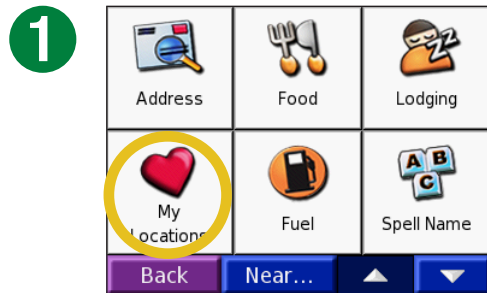 1
Address
Food
Lodging
My
Locations
Fuel
A B
C
Spell Name
Back
Near...